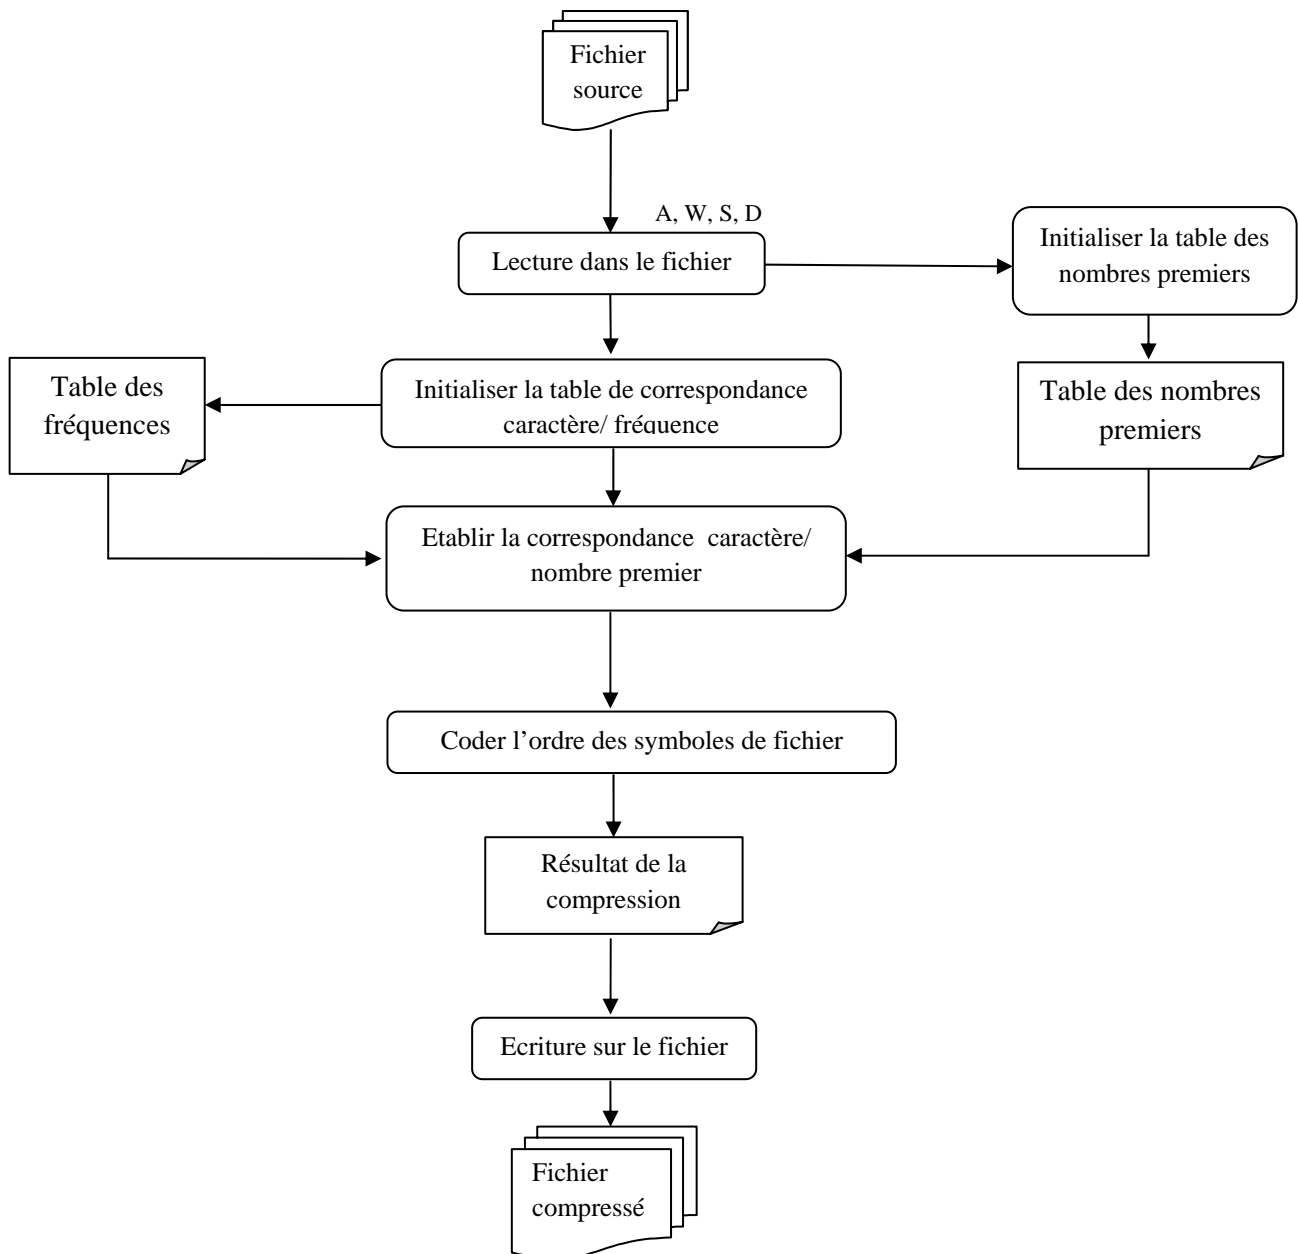 Fichier
source
A, W, S, D
Lecture dans le fichier
Initialiser la table des
nombres premiers
Table des
fréquences
Initialiser la table de correspondance
caractère/ fréquence
Table des nombres
premiers
Etablir la correspondance caractère/
nombre premier
Coder l’ordre des symboles de fichier
Résultat de la
compression
Ecriture sur le fichier
Fichier
compressé